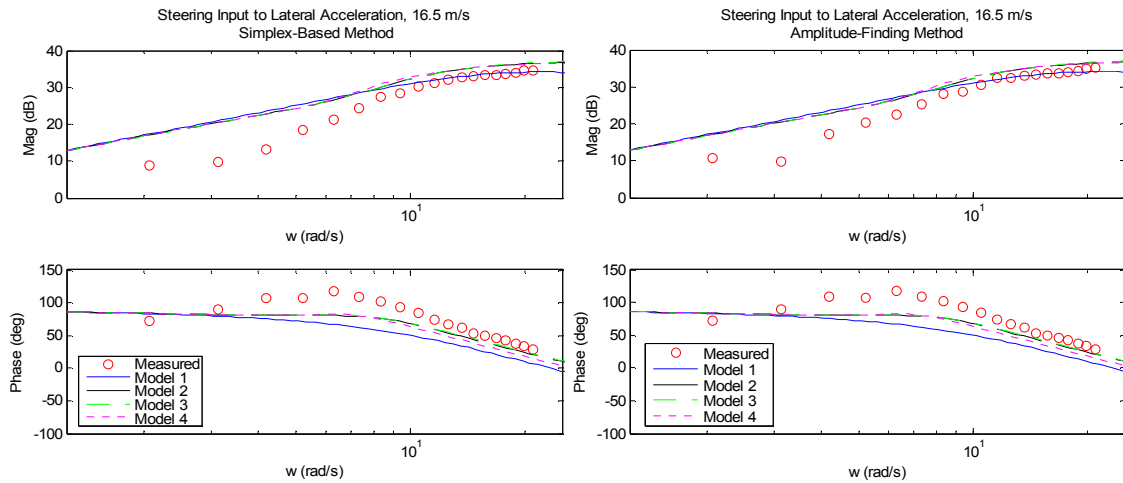 Steering Input to Lateral Acceleration, 16.5 m/s
Simplex-Based Method
40
30
20
10
0
Mag (dB)
10¹
w (rad/s)
150
100
50
0
-50
-100
Phase (deg)
Measured
Model 1
Model 2
Model 3
Model 4
10¹
w (rad/s)
Steering Input to Lateral Acceleration, 16.5 m/s
Amplitude-Finding Method
40
30
20
10
0
Mag (dB)
10¹
w (rad/s)
150
100
50
0
-50
-100
Phase (deg)
Measured
Model 1
Model 2
Model 3
Model 4
10¹
w (rad/s)